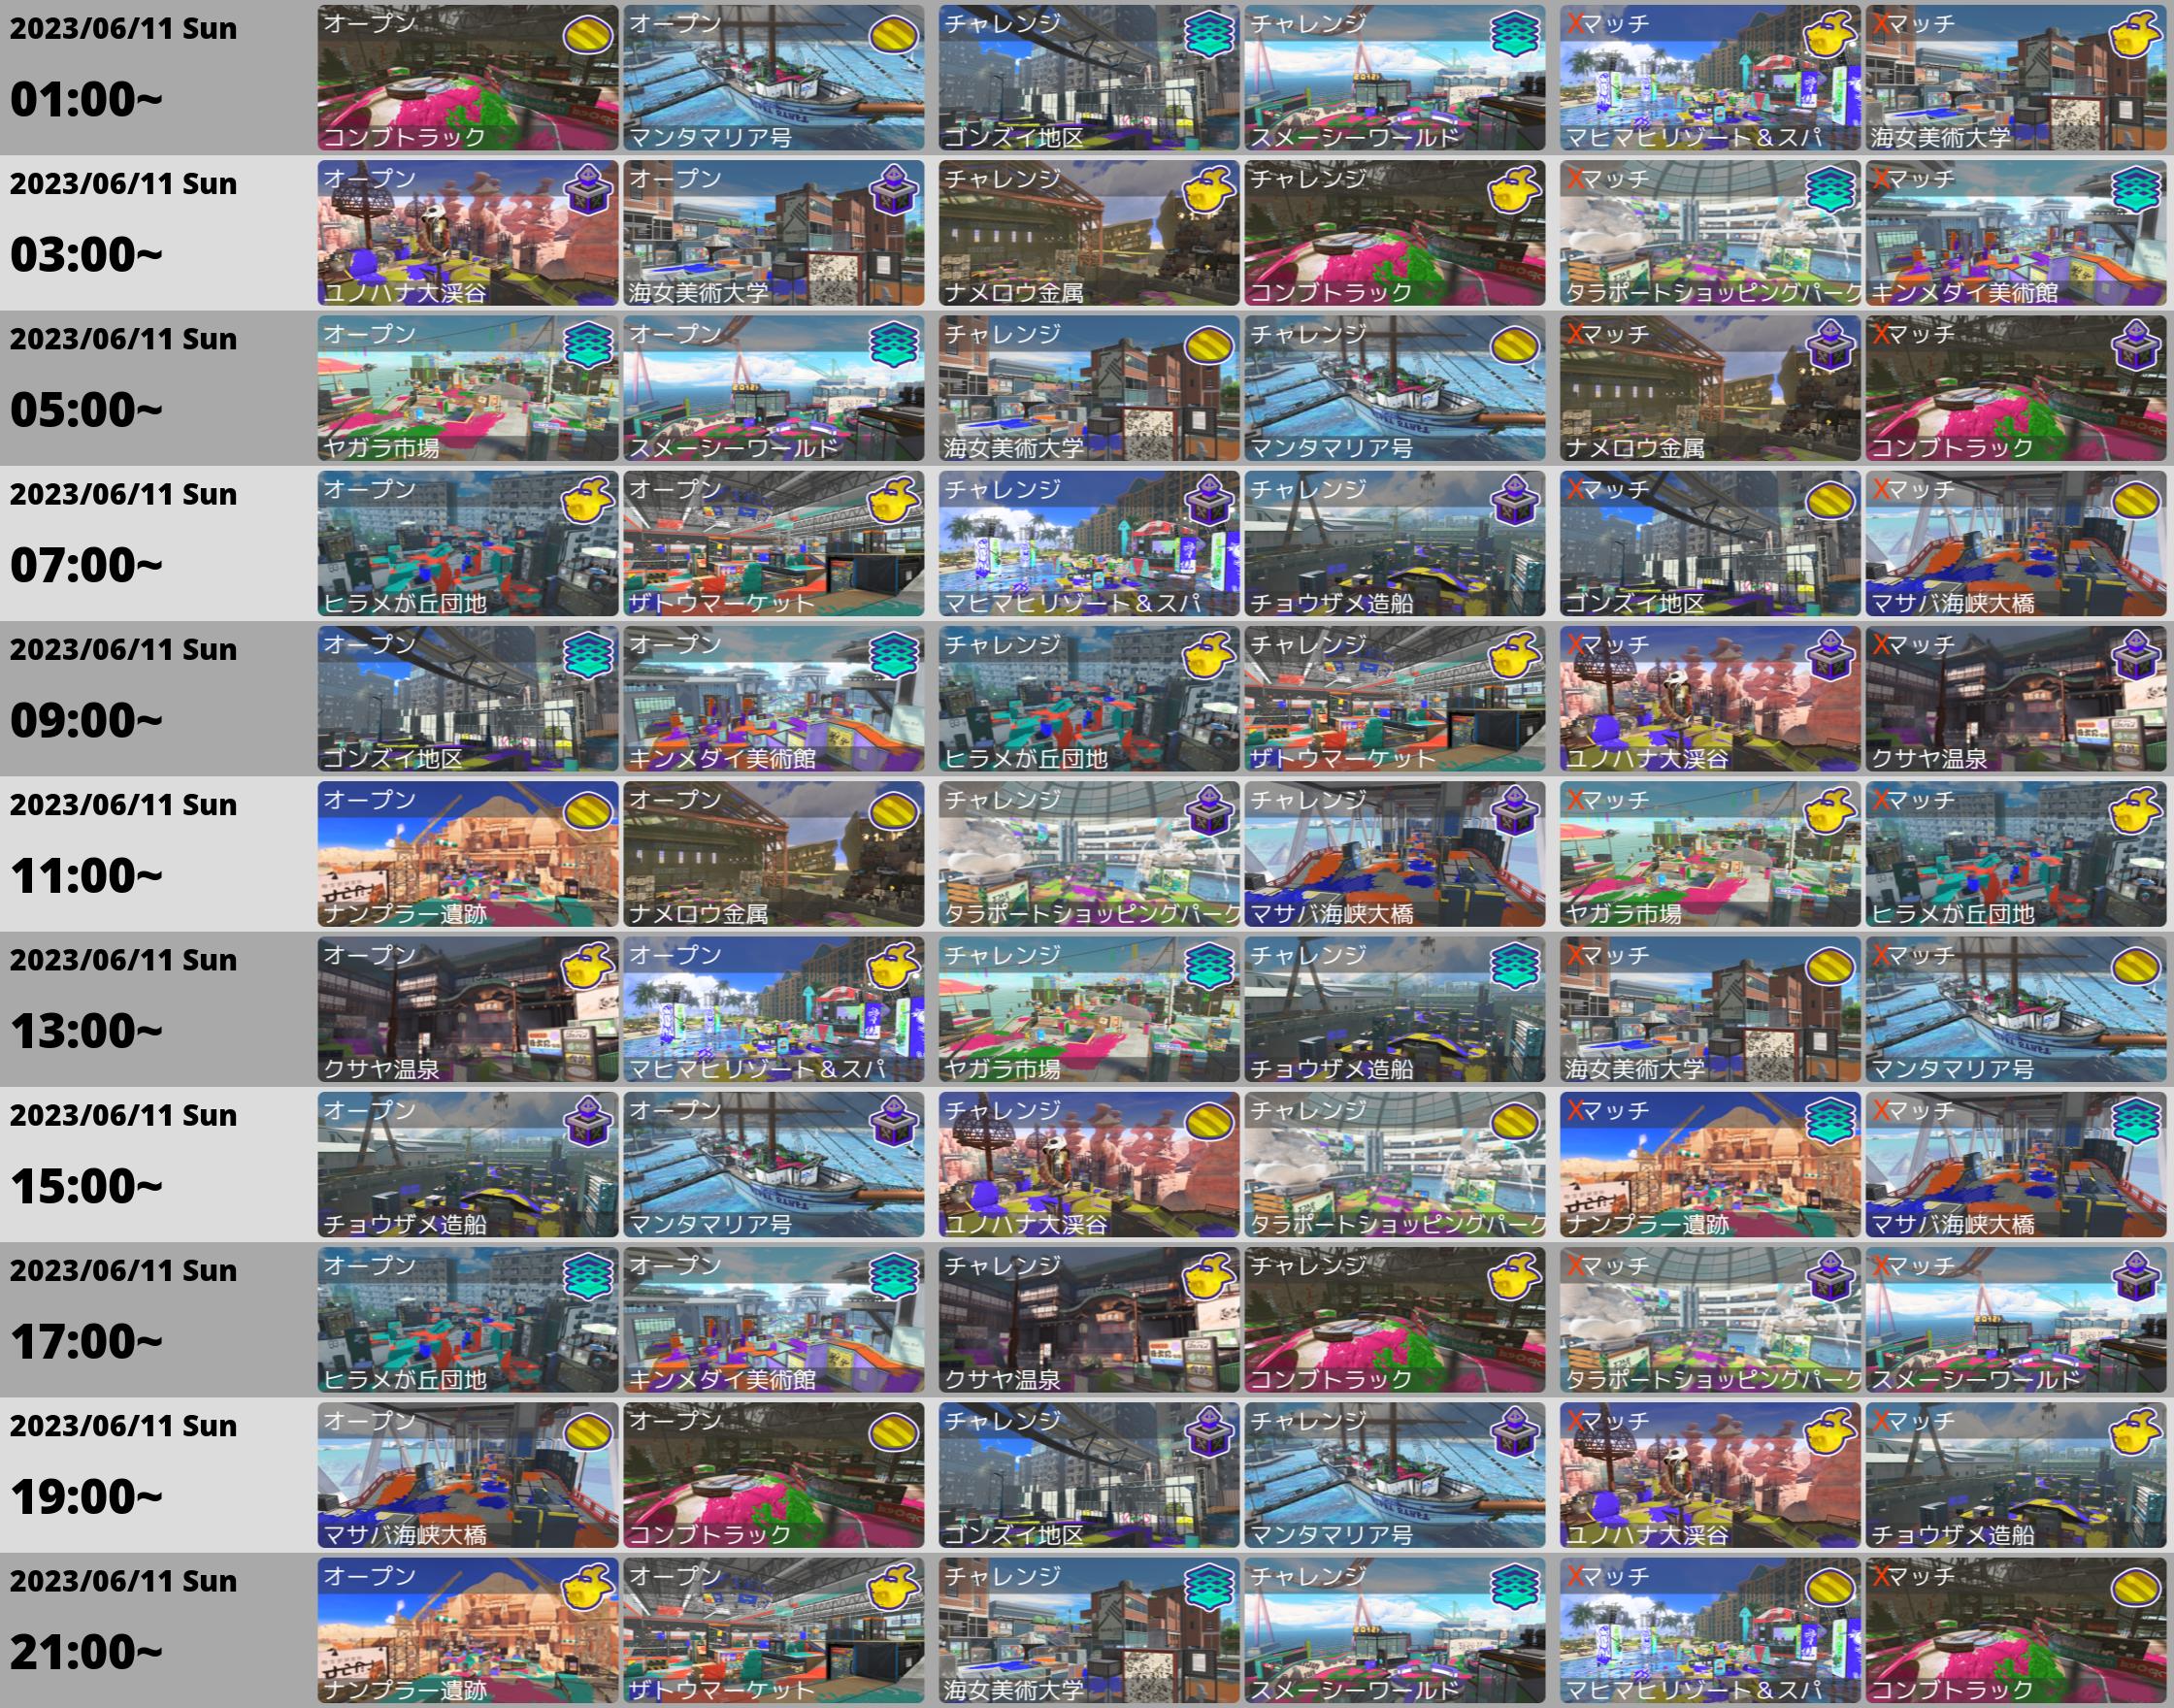 2023/06/11 Sun
01:00~
オープン
コンブトラック
オープン
マンタマリア号
チャレンジ
ゴンズイ地区
チャレンジ
スメーシーワールド
Xマッチ
マヒマヒリゾート＆スパ
Xマッチ
海女美術大学
2023/06/11 Sun
03:00~
オープン
ユノハナ大渓谷
オープン
海女美術大学
チャレンジ
ナメロウ金属
チャレンジ
コンブトラック
Xマッチ
タラポートショッピングパーク
Xマッチ
キンメダイ美術館
2023/06/11 Sun
05:00~
オープン
ヤガラ市場
オープン
スメーシーワールド
チャレンジ
海女美術大学
チャレンジ
マンタマリア号
Xマッチ
ナメロウ金属
Xマッチ
コンブトラック
2023/06/11 Sun
07:00~
オープン
ヒラメが丘団地
オープン
ザトウマーケット
チャレンジ
マヒマヒリゾート＆スパ
チャレンジ
チョウザメ造船
Xマッチ
ゴンズイ地区
Xマッチ
マサバ海峡大橋
2023/06/11 Sun
09:00~
オープン
ゴンズイ地区
オープン
キンメダイ美術館
チャレンジ
ヒラメが丘団地
チャレンジ
ザトウマーケット
Xマッチ
ユノハナ大渓谷
Xマッチ
クサヤ温泉
2023/06/11 Sun
11:00~
オープン
ナンプラー遺跡
オープン
ナメロウ金属
チャレンジ
タラポートショッピングパーク
チャレンジ
マサバ海峡大橋
Xマッチ
ヤガラ市場
Xマッチ
ヒラメが丘団地
2023/06/11 Sun
13:00~
オープン
クサヤ温泉
オープン
マヒマヒリゾート＆スパ
チャレンジ
ヤガラ市場
チャレンジ
チョウザメ造船
Xマッチ
海女美術大学
Xマッチ
マンタマリア号
2023/06/11 Sun
15:00~
オープン
チョウザメ造船
オープン
マンタマリア号
チャレンジ
ユノハナ大渓谷
チャレンジ
タラポートショッピングパーク
Xマッチ
ナンプラー遺跡
Xマッチ
マサバ海峡大橋
2023/06/11 Sun
17:00~
オープン
ヒラメが丘団地
オープン
キンメダイ美術館
チャレンジ
クサヤ温泉
チャレンジ
コンブトラック
Xマッチ
タラポートショッピングパーク
Xマッチ
スメーシーワールド
2023/06/11 Sun
19:00~
オープン
マサバ海峡大橋
オープン
コンブトラック
チャレンジ
ゴンズイ地区
チャレンジ
マンタマリア号
Xマッチ
ユノハナ大渓谷
Xマッチ
チョウザメ造船
2023/06/11 Sun
21:00~
オープン
ナンプラー遺跡
オープン
ザトウマーケット
チャレンジ
海女美術大学
チャレンジ
スメーシーワールド
Xマッチ
マヒマヒリゾート＆スパ
Xマッチ
コンブトラック